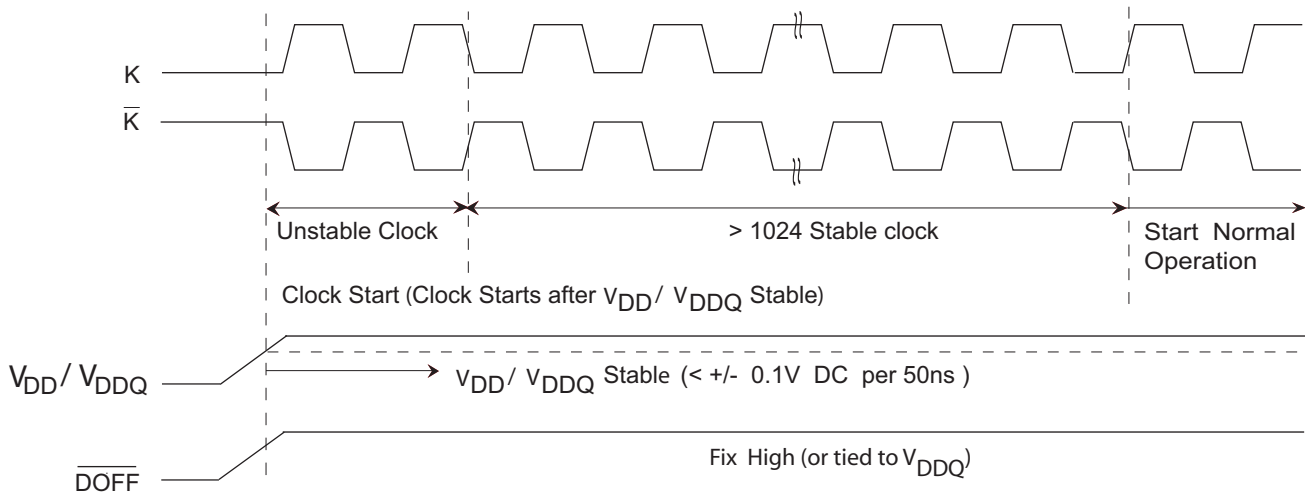 K
K
Unstable Clock
> 1024 Stable clock
Start Normal
Operation
Clock Start (Clock Starts after VDD / VDDQ Stable)
VDD / VDDQ
VDD / VDDQ Stable (< +/- 0.1V DC per 50ns )
DOFF
Fix High (or tied to VDDQ)